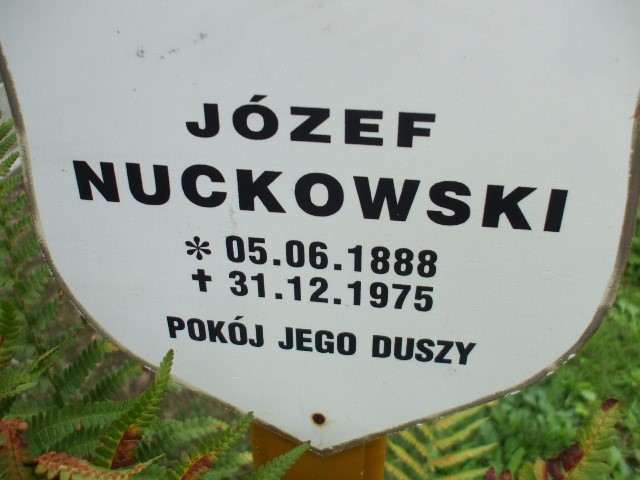 JÓZEF
NUCKOWSKI
* 05.06.1888
✝ 31.12.1975
POKÓJ JEGO DUSZY